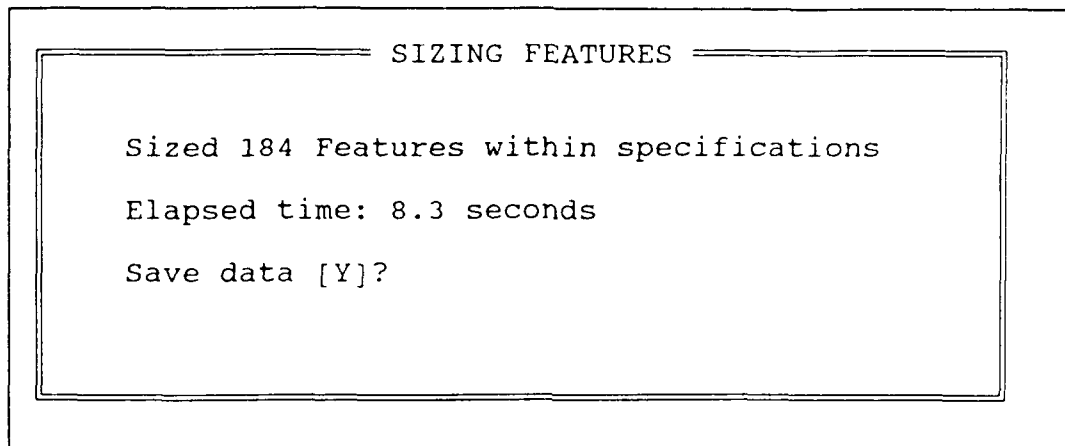 SIZING FEATURES
Sized 184 Features within specifications
Elapsed time: 8.3 seconds
Save data [Y]?